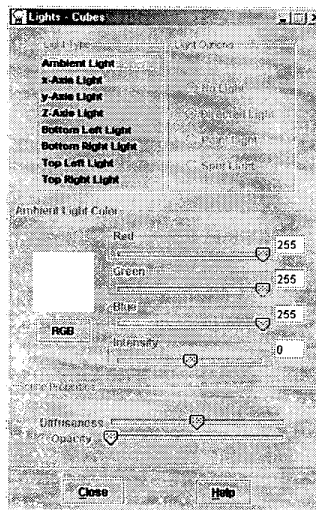 Lights - Cubes
Light Type
Light Options
Ambient Light
x-Axis Light
y-Axis Light
Z-Axis Light
Bottom Left Light
Bottom Right Light
Top Left Light
Top Right Light
No Light
Directed Light
Point Light
Spot Light
Ambient Light Color
Red
255
Green
255
Blue
255
RGB
Intensity
0
Properties
Diffuseness
Opacity
Close
Help